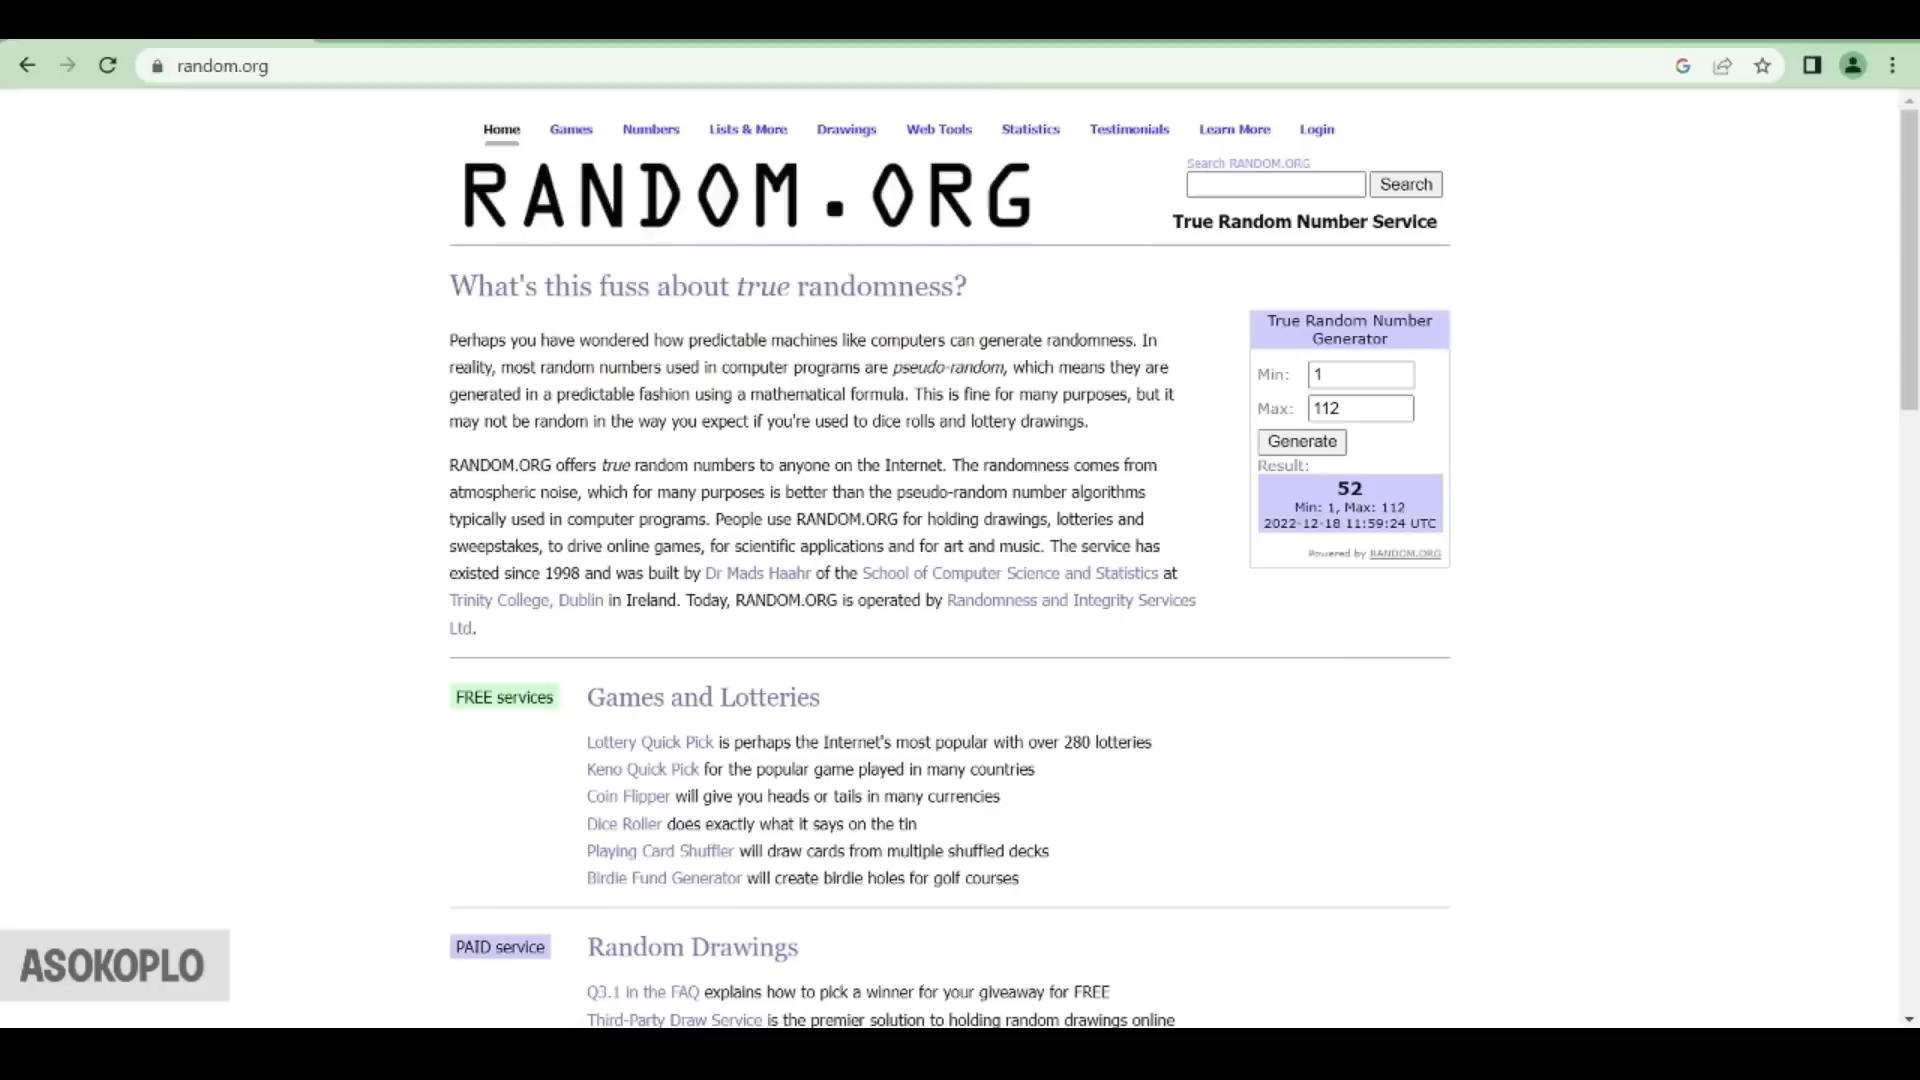 random.org
Home Games Numbers Lists & More Drawings Web Tools Statistics Testimonials Learn More Login
RANDOM.ORG
Search RANDOM.ORG
Search
True Random Number Service
What's this fuss about true randomness?
Perhaps you have wondered how predictable machines like computers can generate randomness. In
reality, most random numbers used in computer programs are pseudo-random, which means they are
generated in a predictable fashion using a mathematical formula. This is fine for many purposes, but it
may not be random in the way you expect if you're used to dice rolls and lottery drawings.
RANDOM.ORG offers true random numbers to anyone on the Internet. The randomness comes from
atmospheric noise, which for many purposes is better than the pseudo-random number algorithms
typically used in computer programs. People use RANDOM.ORG for holding drawings, lotteries and
sweepstakes, to drive online games, for scientific applications and for art and music. The service has
existed since 1998 and was built by Dr Mads Haahr of the School of Computer Science and Statistics at
Trinity College, Dublin in Ireland. Today, RANDOM.ORG is operated by Randomness and Integrity Services
Ltd.
True Random Number
Generator
Min: 1
Max: 112
Generate
Result:
52
Min: 1, Max: 112
2022-12-18 11:59:24 UTC
Powered by RANDOM.ORG
FREE services
Games and Lotteries
Lottery Quick Pick is perhaps the Internet's most popular with over 280 lotteries
Keno Quick Pick for the popular game played in many countries
Coin Flipper will give you heads or tails in many currencies
Dice Roller does exactly what it says on the tin
Playing Card Shuffler will draw cards from multiple shuffled decks
Birdie Fund Generator will create birdie holes for golf courses
PAID service
Random Drawings
Q3.1 in the FAQ explains how to pick a winner for your giveaway for FREE
Third-Party Draw Service is the premier solution to holding random drawings online
ASOKOPLO